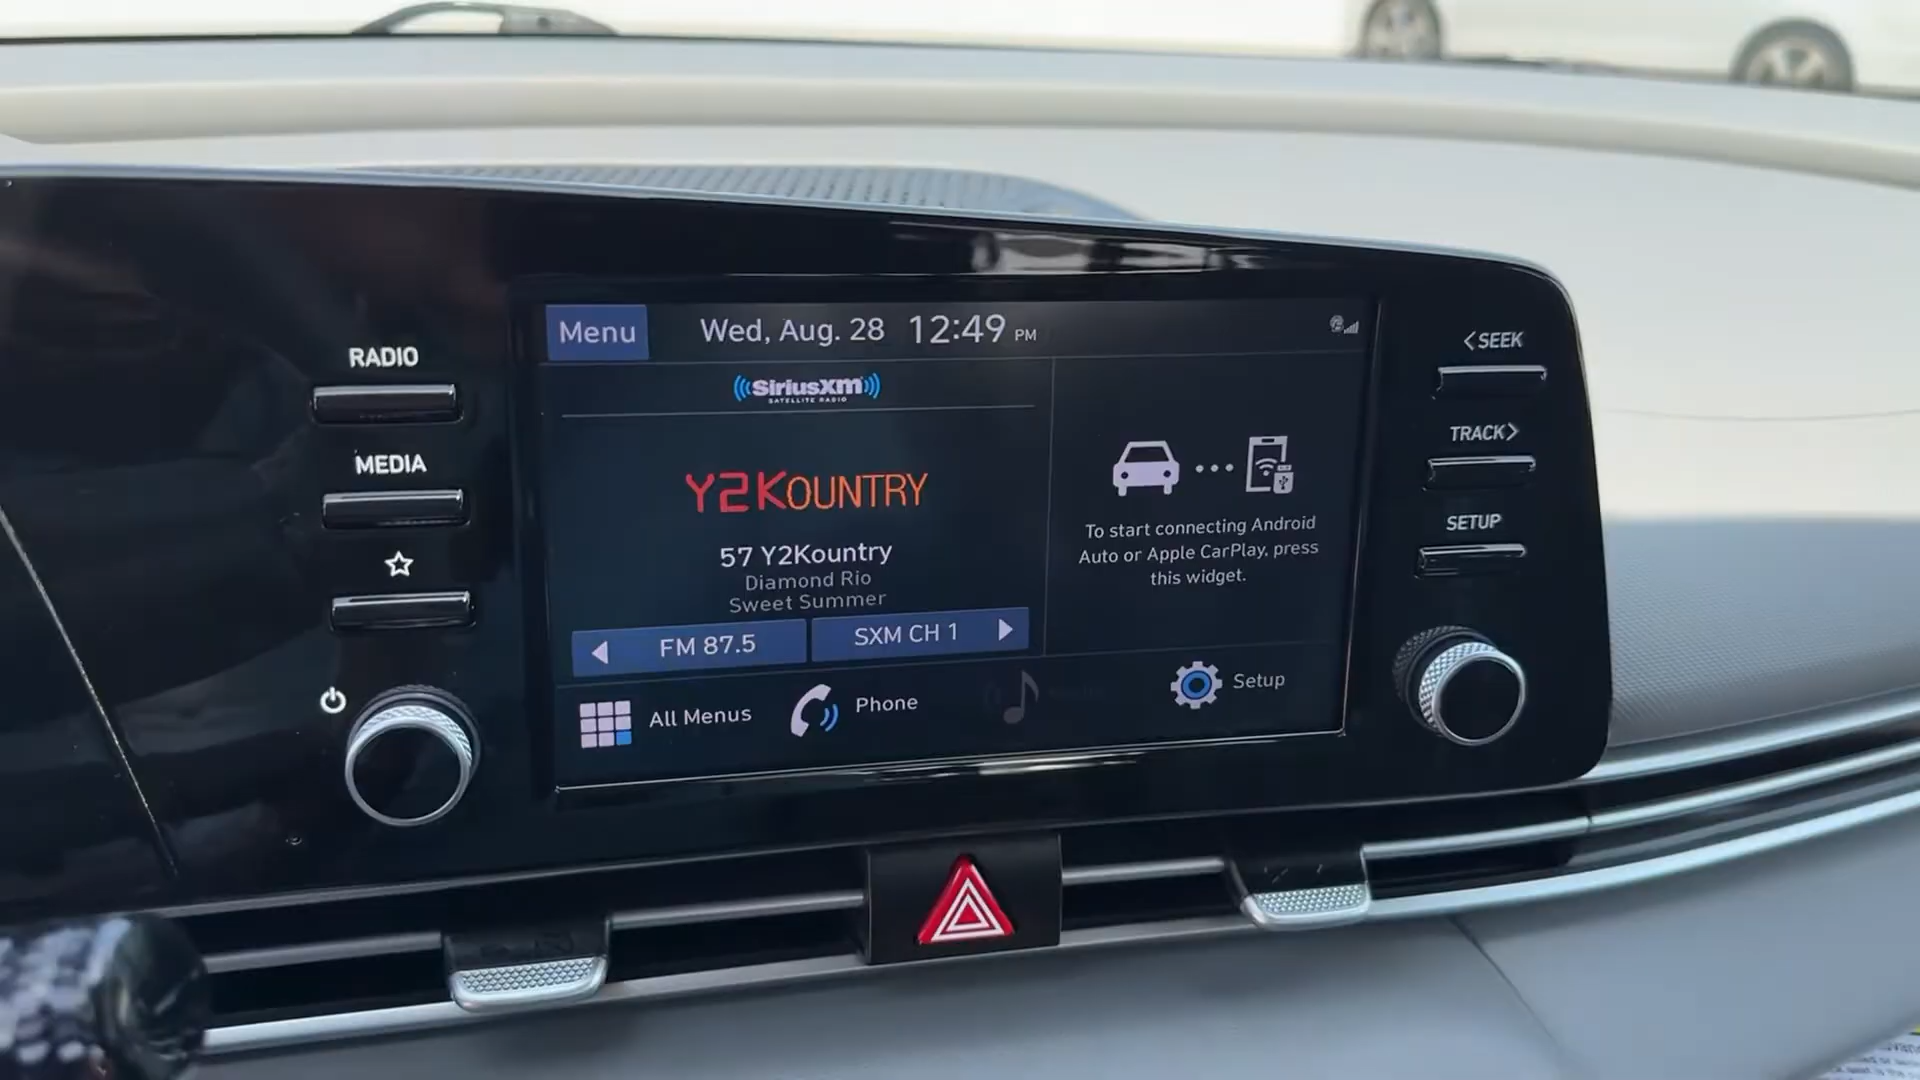 RADIO
MEDIA
Menu
Wed, Aug. 28 12:49 PM
SiriusXM
SATELLITE RADIO
Y2KOUNTRY
57 Y2Kountry
Diamond Rio
Sweet Summer
FM 87.5
SXM CH 1
To start connecting Android
Auto or Apple CarPlay, press
this widget.
All Menus
Phone
Setup
<SEEK
TRACK>
SETUP